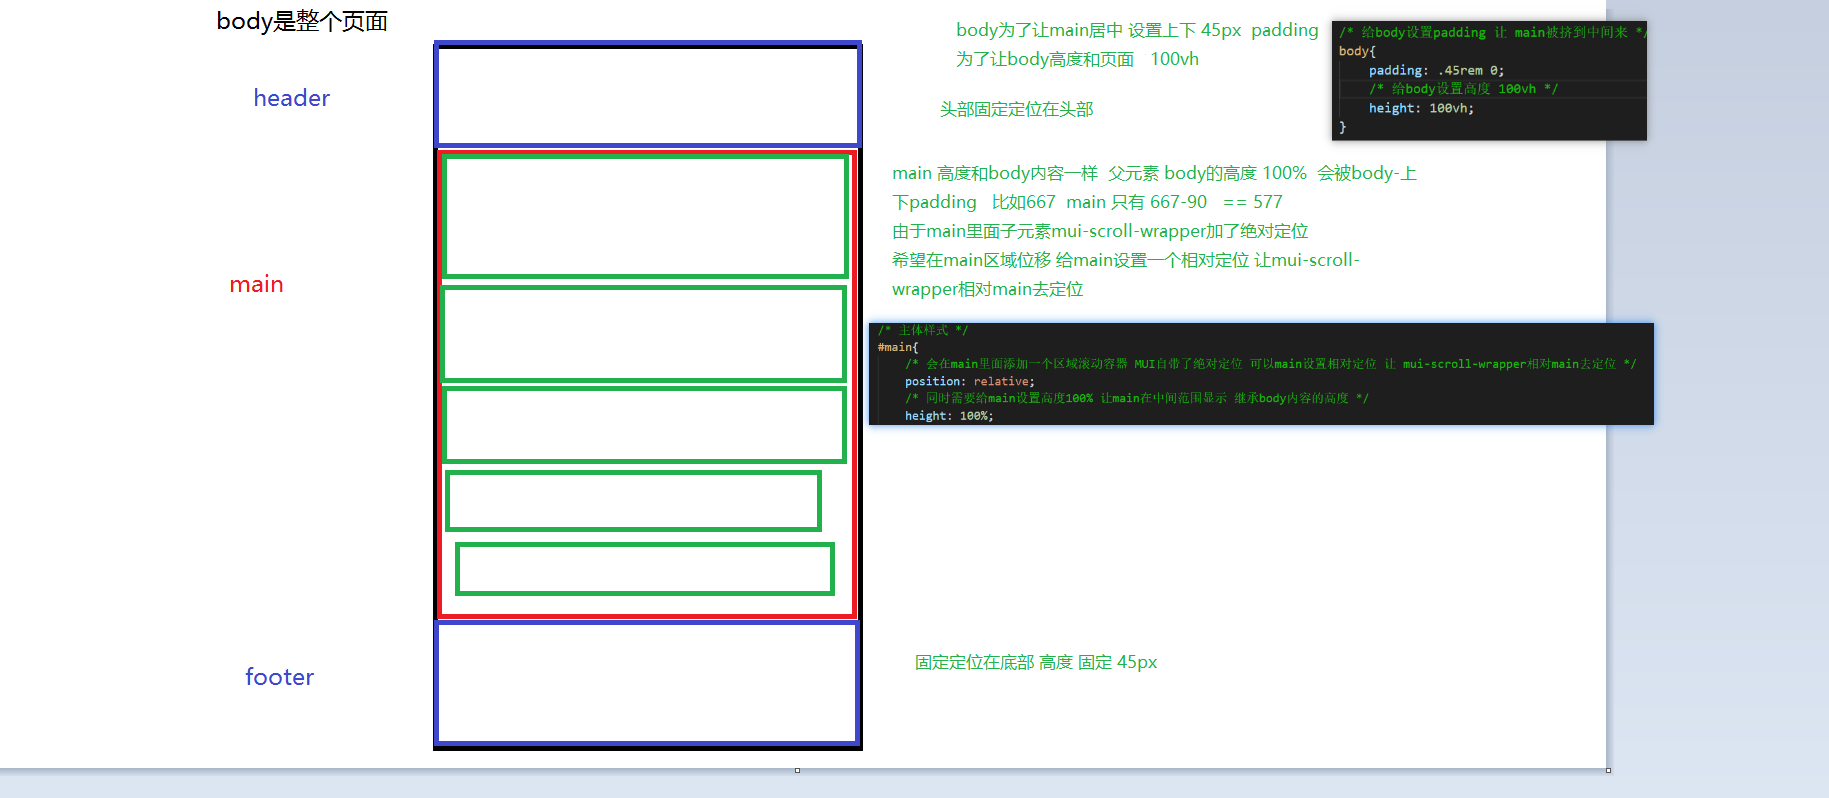 body是整个页面
body为了让main居中 设置上下 45px padding
为了让body高度和页面 100vh
/* 给body设置padding 让 main被挤到中间来 */
body{
padding: .45rem 0;
/* 给body设置高度 100vh */
height: 100vh;
}
header
头部固定定位在头部
main 高度和body内容一样 父元素 body的高度 100% 会被body-上
下padding 比如667 main 只有 667-90 == 577
由于main里面子元素mui-scroll-wrapper加了绝对定位
希望在main区域位移 给main设置一个相对定位 让mui-scroll-
wrapper相对main去定位
main
/* 主体样式 */
#main{
/* 会在main里面添加一个区域滚动容器 MUI自带了绝对定位 可以main设置相对定位 让 mui-scroll-wrapper相对main去定位 */
position: relative;
/* 同时需要给main设置高度100% 让main在中间范围显示 继承body内容的高度 */
height: 100%;
footer
固定定位在底部 高度 固定 45px